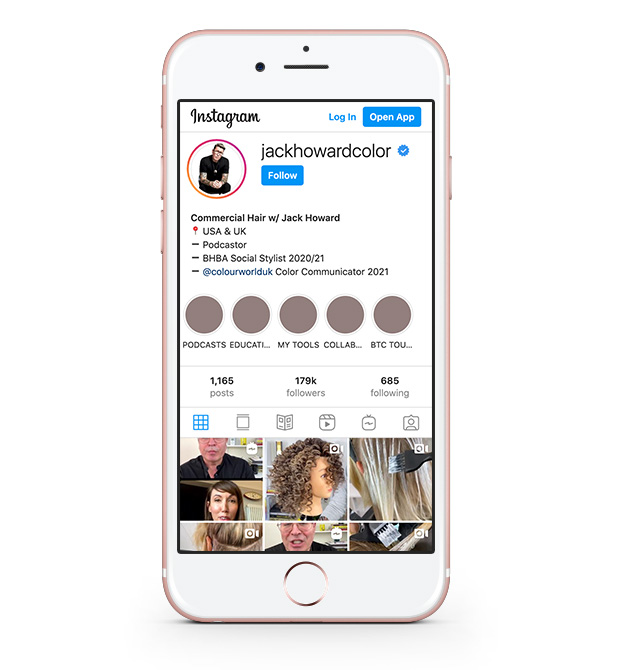 Instagram
Log In
Open App
jackhowardcolor
Follow
Commercial Hair w/ Jack Howard
📍 USA & UK
— Podcastor
— BHBA Social Stylist 2020/21
— @colourworlduk Color Communicator 2021
PODCASTS EDUCATI... MY TOOLS COLLAB... BTC TOU...
1,165 179k 685
posts followers following